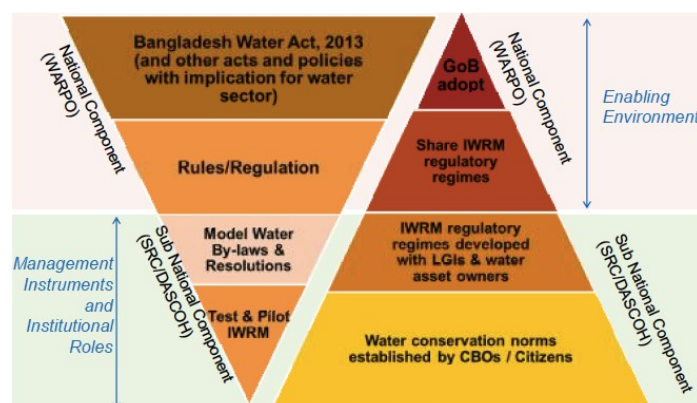 Bangladesh Water Act, 2013
(and other acts and policies
with implication for water
sector)
Rules/Regulation
Model Water
By-laws &
Resolutions
Test & Pilot
IWRM
National Component
(WARPO)
Sub National Component
(SRC/DASCOH)
Management
Instruments
and
Institutional
Roles
GoB
adopt
Share IWRM
regulatory
regimes
IWRM regulatory
regimes developed
with LGIs & water
asset owners
Water conservation norms
established by CBOs / Citizens
National Component
(WARPO)
Sub National Component
(SRC/DASCOH)
Enabling
Environment